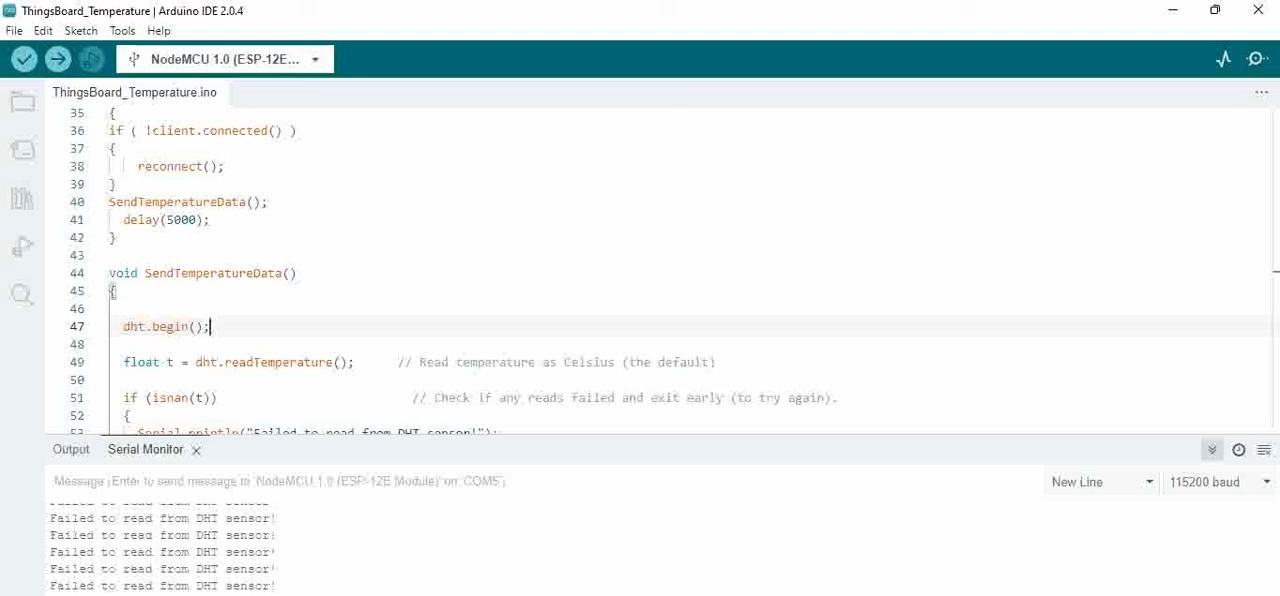 ThingsBoard_Temperature | Arduino IDE 2.0.4
File Edit Sketch Tools Help
NodeMCU 1.0 (ESP-12E...
ThingsBoard_Temperature.ino
35 {
36 if ( !client.connected() )
37 {
38 reconnect();
39 }
40 SendTemperatureData();
41 delay(5000);
42 }
43
44 void SendTemperatureData()
45 {
46
47 dht.begin();
48
49 float t = dht.readTemperature(); // Read temperature as Celsius (the default)
50
51 if (isnan(t)) // Check if any reads failed and exit early (to try again).
52 {
53 Serial.println("Failed to read from DHT sensor!");
Output Serial Monitor
Message (Enter to send message to 'NodeMCU 1.0 (ESP-12E Module)' on 'COM5')
New Line 115200 baud
Failed to read from DHT sensor!
Failed to read from DHT sensor!
Failed to read from DHT sensor!
Failed to read from DHT sensor!
Failed to read from DHT sensor!
Failed to read from DHT sensor!